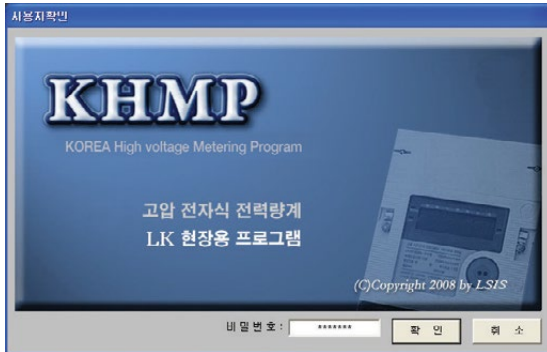 사용자확인
KHMP
KOREA High voltage Metering Program
고압 전자식 전력량계
LK 현장용 프로그램
(C)Copyright 2008 by LSIS
비밀번호: *******
확 인
취 소